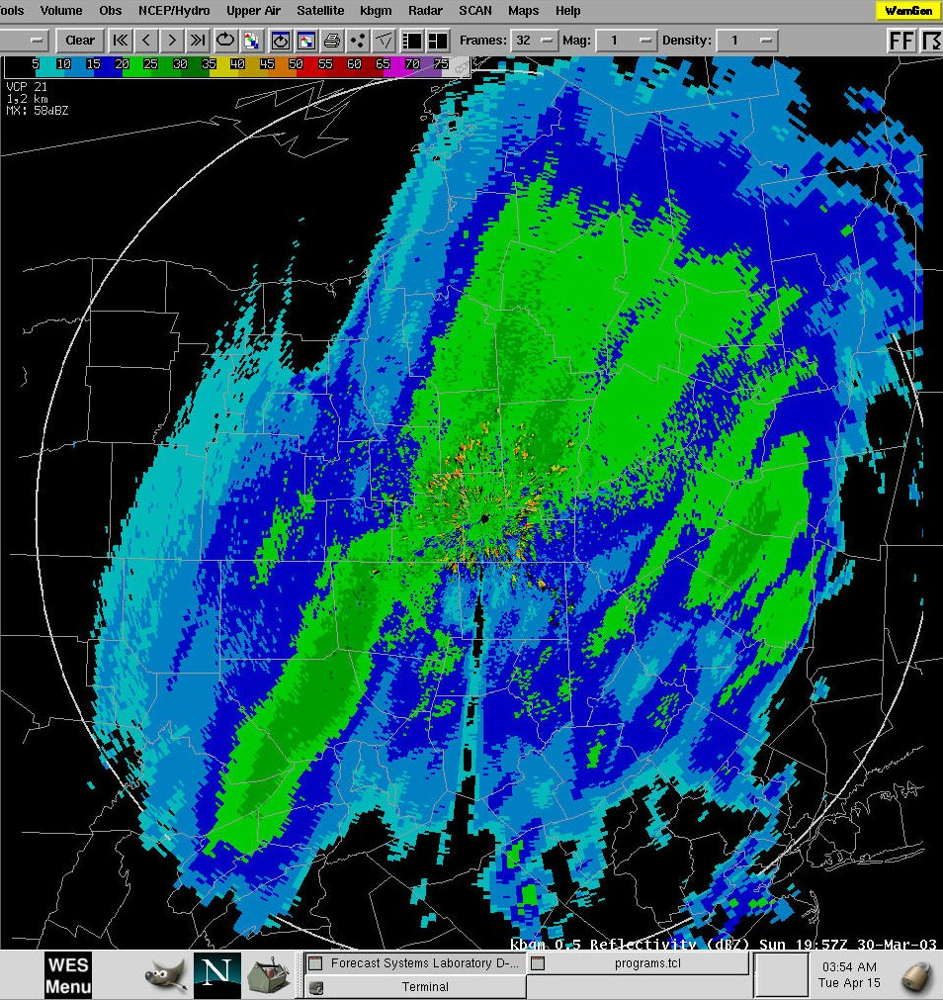 ools Volume Obs NCEP/Hydro Upper Air Satellite kbgm Radar SCAN Maps Help WarnGen
Clear Frames: 32 Mag: 1 Density: 1 FF
5 10 15 20 25 30 35 40 45 50 55 60 65 70 75
VCP 21
1,2 km
MX: 58dBZ
kbgm 0.5 Reflectivity (dBZ) Sun 19:57Z 30-Mar-03
WES
Menu
N
Forecast Systems Laboratory D-...
programs.tcl
Terminal
03:54 AM
Tue Apr 15